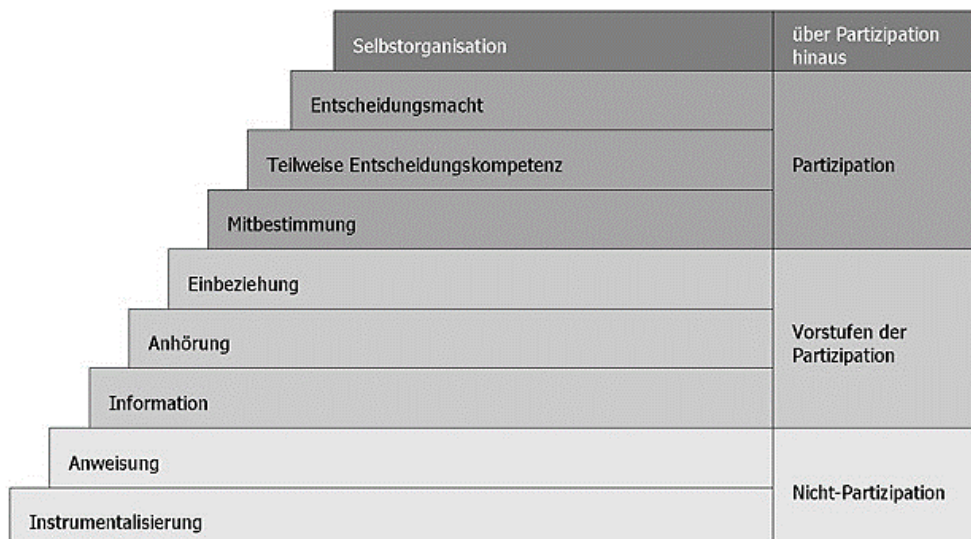 Selbstorganisation
über Partizipation
hinaus
Entscheidungsmacht
Teilweise Entscheidungskompetenz
Partizipation
Mitbestimmung
Einbeziehung
Anhörung
Vorstufen der
Partizipation
Information
Anweisung
Nicht-Partizipation
Instrumentalisierung